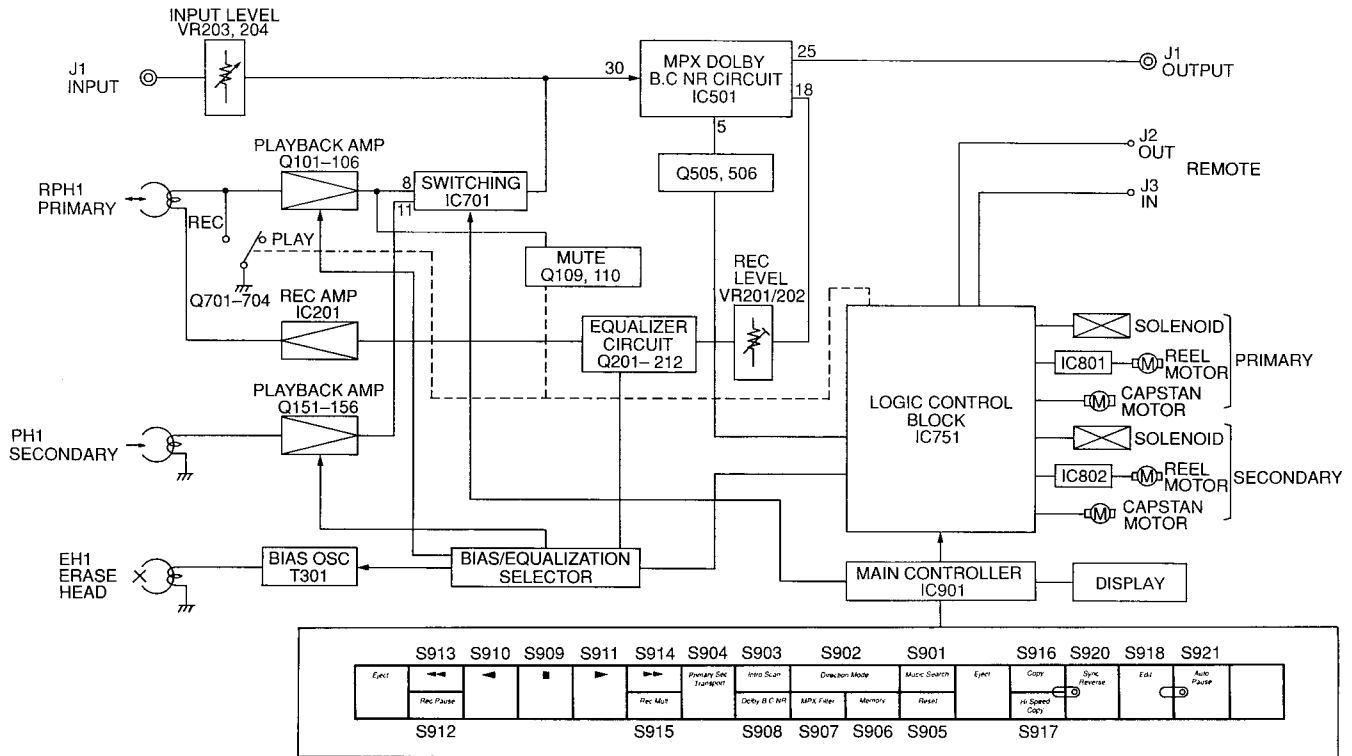 INPUT LEVEL
VR203, 204
J1
INPUT
30
MPX DOLBY
B.C NR CIRCUIT
IC501
25
18
5
J1
OUTPUT
J2
OUT
REMOTE
J3
IN
PLAYBACK AMP
Q101–106
RPH1
PRIMARY
8
11
SWITCHING
IC701
Q505, 506
REC
PLAY
Q701–704
MUTE
Q109, 110
REC
LEVEL
VR201/202
REC AMP
IC201
EQUALIZER
CIRCUIT
Q201– 212
PLAYBACK AMP
Q151–156
PH1
SECONDARY
LOGIC CONTROL
BLOCK
IC751
SOLENOID
IC801
M
REEL
MOTOR
PRIMARY
M
CAPSTAN
MOTOR
SOLENOID
IC802
M
REEL
MOTOR
SECONDARY
M
CAPSTAN
MOTOR
EH1
ERASE
HEAD
BIAS OSC
T301
BIAS/EQUALIZATION
SELECTOR
MAIN CONTROLLER
IC901
DISPLAY
S913 S910 S909 S911 S914 S904 S903 S902 S901 S916 S920 S918 S921
Eject
Primary Sec
Transport
Intro Scan
Direction Mode
Music Search
Eject
Copy
Sync
Reverse
Edit
Auto
Pause
Rec Pause
Rec Mute
Dolby B C NR
MPX Filter
Memory
Reset
Hi Speed
Copy
S912 S915 S908 S907 S906 S905 S917